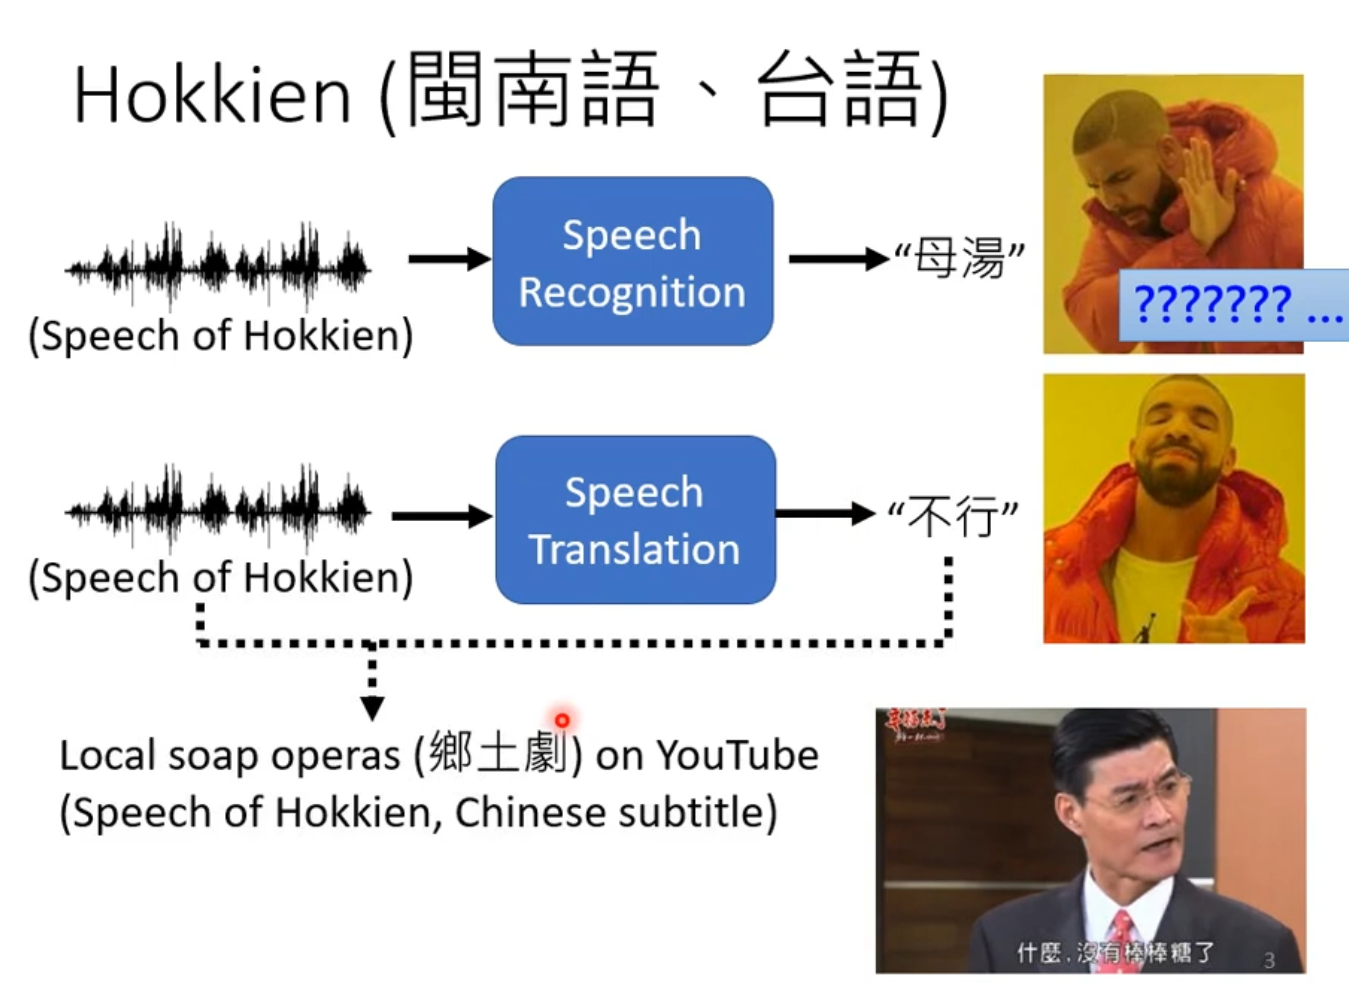 Hokkien (閩南語、台語)
Speech
Recognition
“母湯”
(Speech of Hokkien)
??????? ...
Speech
Translation
“不行”
(Speech of Hokkien)
Local soap operas (鄉土劇) on YouTube
(Speech of Hokkien, Chinese subtitle)
什麼,沒有棒棒糖了
3